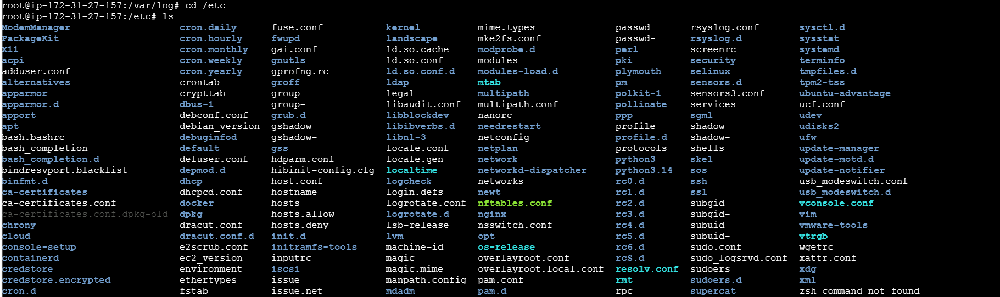 root@ip-172-31-27-157:/var/log# cd /etc
root@ip-172-31-27-157:/etc# ls
ModemManager cron.daily fuse.conf kernel mime.types passwd rsyslog.conf sysctl.d
PackageKit cron.hourly fwupd landscape mke2fs.conf passwd- rsyslog.d sysstat
X11 cron.monthly gai.conf ld.so.cache modprobe.d perl screenrc systemd
acpi cron.weekly gnutls ld.so.conf modules pki security terminfo
adduser.conf cron.yearly gprofng.rc ld.so.conf.d modules-load.d plymouth selinux tmpfiles.d
alternatives crontab groff ldap mtab pm sensors.d tpm2-tss
apparmor crypttab group legal multipath polkit-1 sensors3.conf ubuntu-advantage
apparmor.d dbus-1 group- libaudit.conf multipath.conf pollinate services ucf.conf
apport debconf.conf grub.d libblockdev nanorc ppp sgml udev
apt debian_version gshadow libibverbs.d needrestart profile shadow udisks2
bash.bashrc debuginfod gshadow- libnl-3 netconfig profile.d shadow- ufw
bash_completion default gss locale.conf netplan protocols shells update-manager
bash_completion.d deluser.conf hdparm.conf locale.gen network python3 skel update-motd.d
bindresvport.blacklist depmod.d hibinit-config.cfg localtime networkd-dispatcher python3.14 sos update-notifier
binfmt.d dhcp host.conf logcheck networks rc0.d ssh usb_modeswitch.conf
ca-certificates dhcpcd.conf hostname login.defs newt rc1.d ssl usb_modeswitch.d
ca-certificates.conf docker hosts logrotate.conf nftables.conf rc2.d subgid vconsole.conf
ca-certificates.conf.dpkg-old dpkg hosts.allow logrotate.d nginx rc3.d subgid- vim
chrony dracut.conf hosts.deny lsb-release nsswitch.conf rc4.d subuid vmware-tools
cloud dracut.conf.d init.d lvm opt rc5.d subuid- vtrgb
console-setup e2scrub.conf initramfs-tools machine-id os-release rc6.d sudo.conf wgetrc
containerd ec2_version inputrc magic overlayroot.conf rcS.d sudo_logsrvd.conf xattr.conf
credstore environment iscsi magic.mime overlayroot.local.conf resolv.conf sudoers xdg
credstore.encrypted ethertypes issue manpath.config pam.conf rmt sudoers.d xml
cron.d fstab issue.net mdadm pam.d rpc supercat zsh_command_not_found